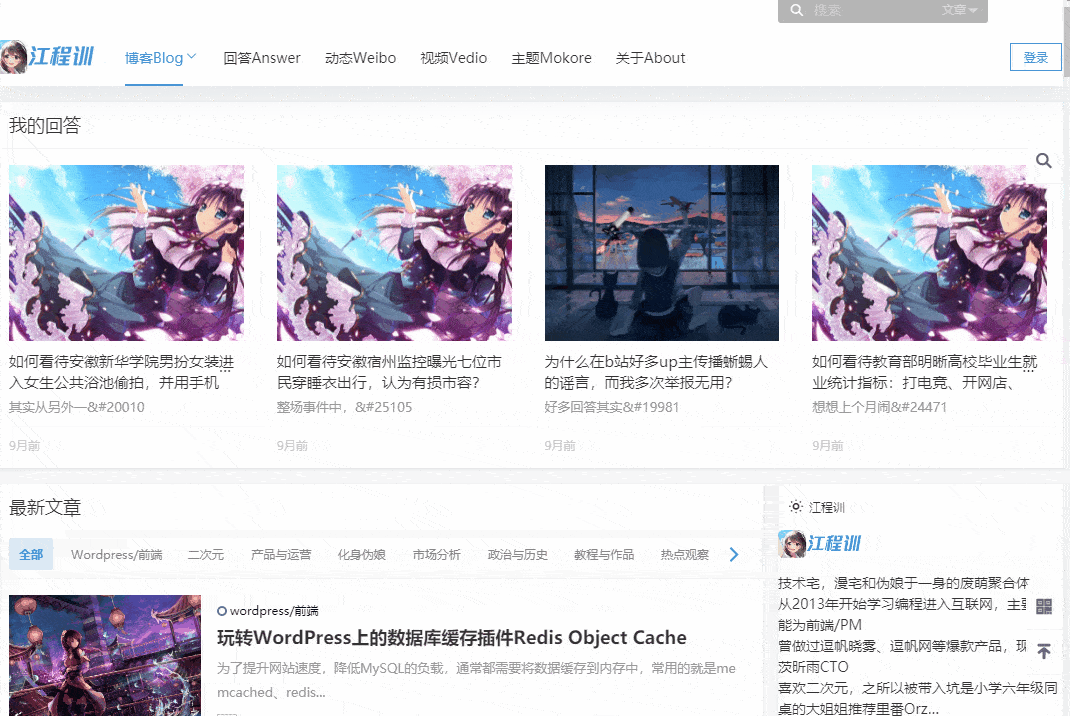 搜索 文章
江程训 博客Blog 回答Answer 动态Weibo 视频Vedio 主题Mokore 关于About 登录
我的回答
如何看待安徽新华学院男扮女装进
入女生公共浴池偷拍，并用手机...
其实从另外一&#20010
9月前
如何看待安徽宿州监控曝光七位市
民穿睡衣出行，认为有损市容？
整场事件中，&#25105
9月前
为什么在b站好多up主传播蜥蜴人
的谣言，而我多次举报无用？
好多回答其实&#19981
9月前
如何看待教育部明晰高校毕业生就
业统计指标：打电竞、开网店、...
想想上个月闹&#24471
9月前
最新文章
全部 Wordpress/前端 二次元 产品与运营 化身伪娘 市场分析 政治与历史 教程与作品 热点观察
wordpress/前端
玩转WordPress上的数据库缓存插件Redis Object Cache
为了提升网站速度，降低MySQL的负载，通常都需要将数据缓存到内存中，常用的就是me
mcached、redis...
江程训
江程训
技术宅，漫宅和伪娘于一身的废萌聚合体
从2013年开始学习编程进入互联网，主要
能为前端/PM
曾做过逗帆晓雾、逗帆网等爆款产品，现
茨昕雨CTO
喜欢二次元，之所以被带入坑是小学六年级同
桌的大姐姐推荐里番Orz...